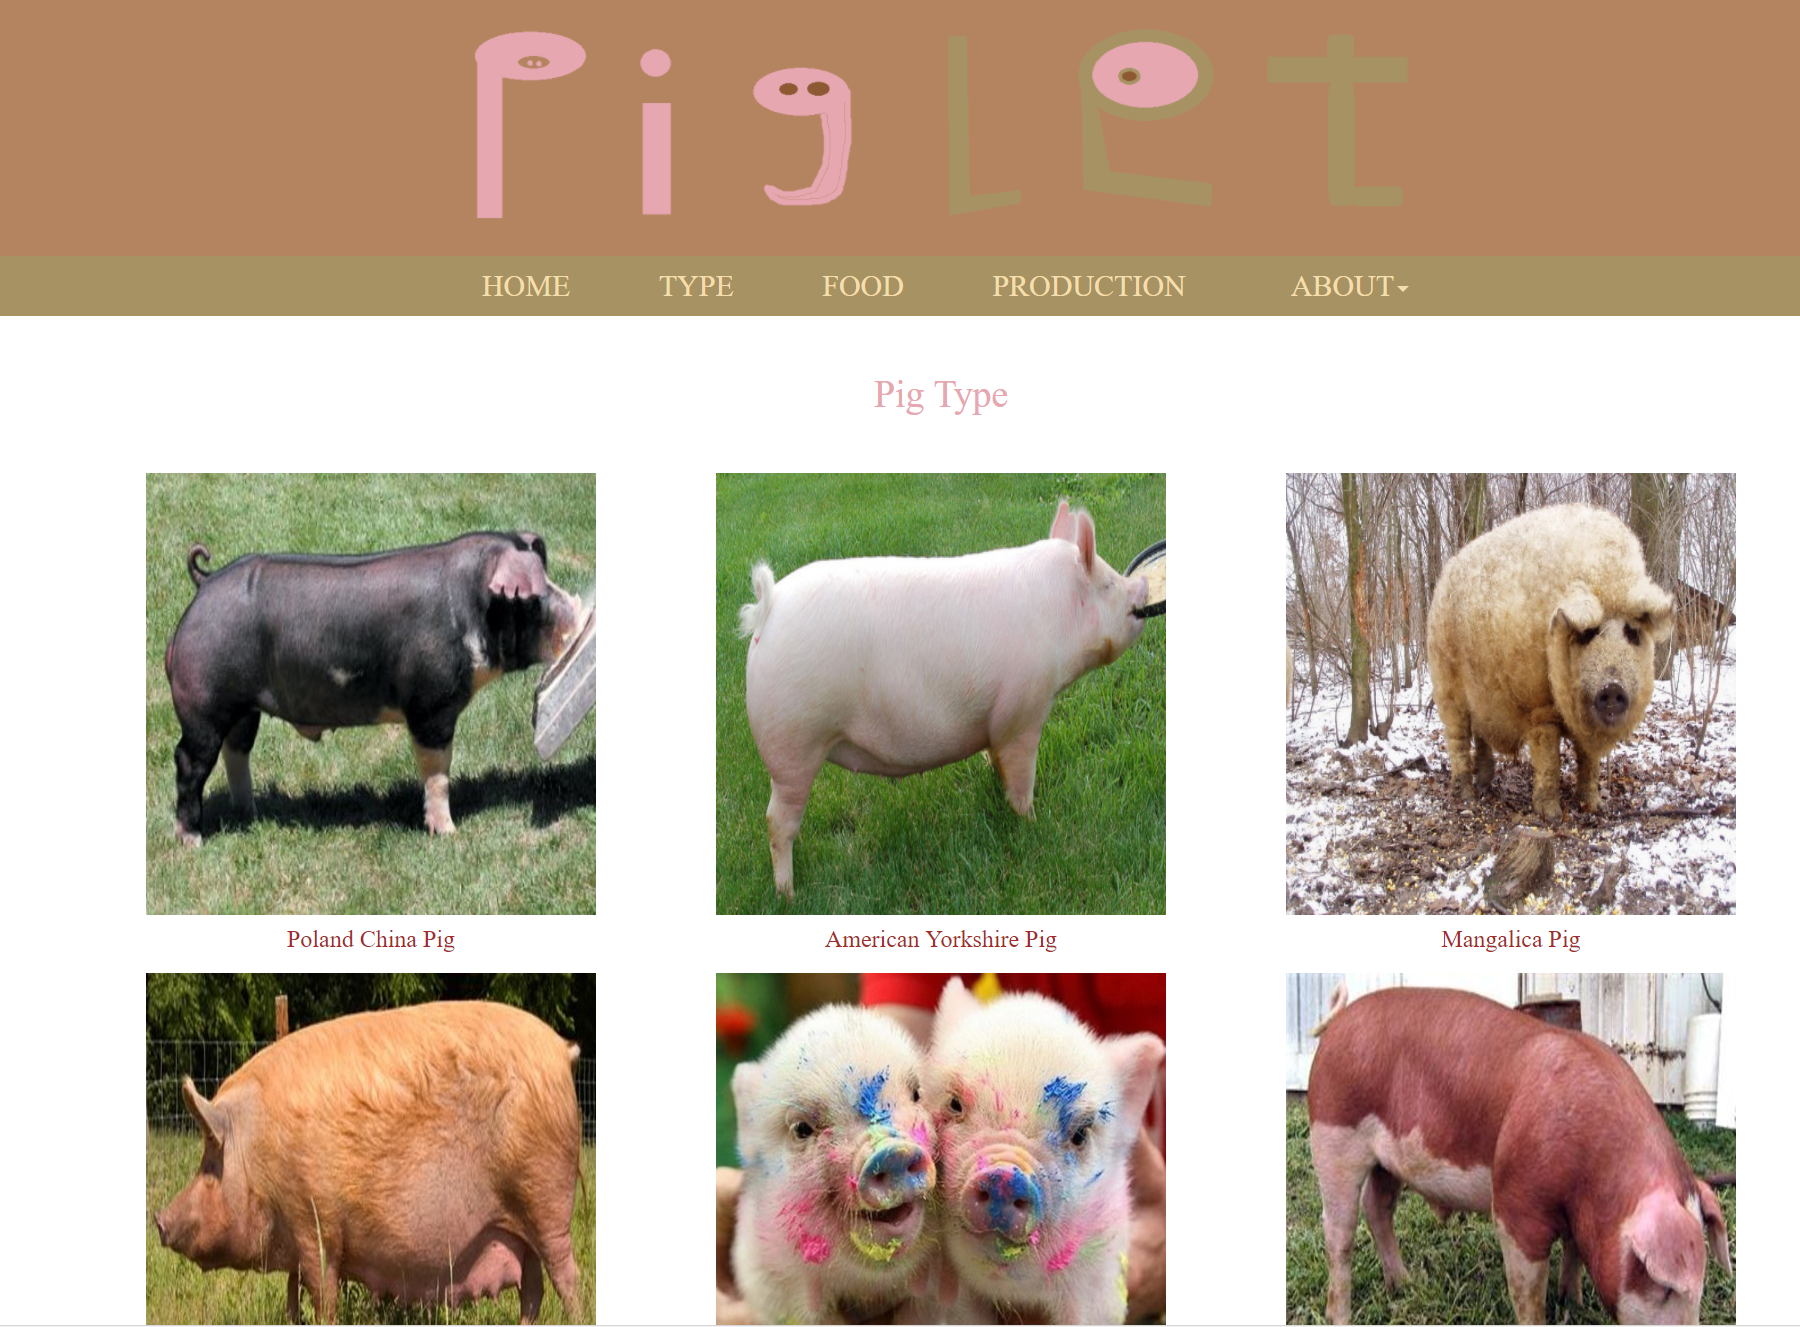 Piglet
HOME TYPE FOOD PRODUCTION ABOUT
Pig Type
Poland China Pig
American Yorkshire Pig
Mangalica Pig